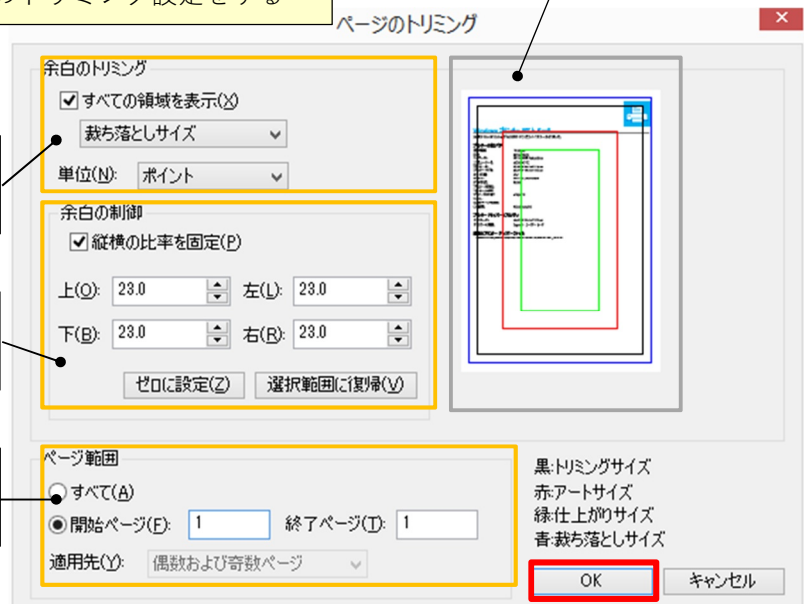 のトリミング設定をする
ページのトリミング
余白のトリミング
すべての領域を表示(X)
裁ち落としサイズ
単位(N): ポイント
余白の制御
縦横の比率を固定(P)
上(O): 23.0 左(L): 23.0
下(B): 23.0 右(R): 23.0
ゼロに設定(Z) 選択範囲に復帰(V)
ページ範囲
すべて(A)
開始ページ(F): 1 終了ページ(T): 1
適用先(Y): 偶数および奇数ページ
黒:トリミングサイズ
赤:アートサイズ
緑:仕上がりサイズ
青:裁ち落としサイズ
OK キャンセル